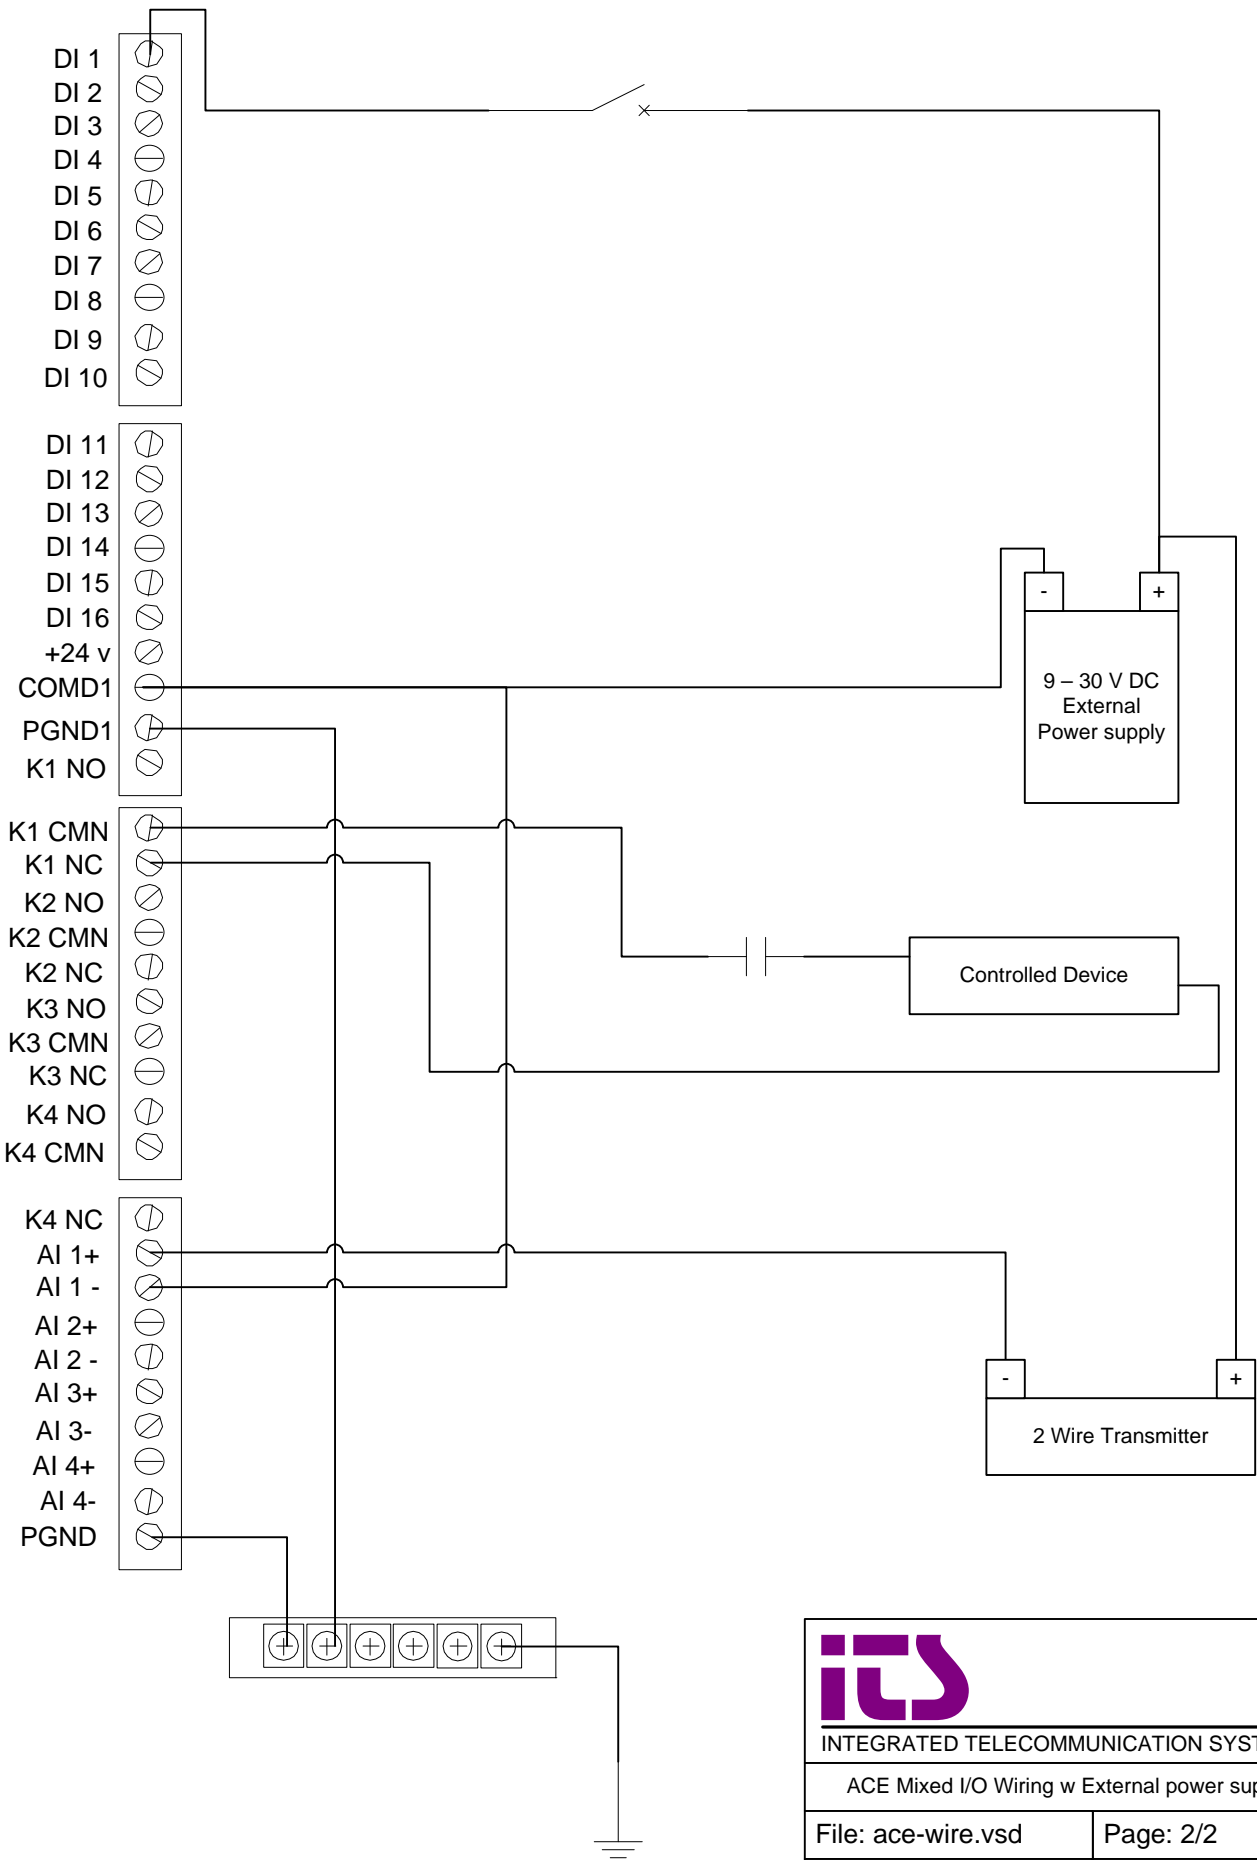 DI 1
DI 2
DI 3
DI 4
DI 5
DI 6
DI 7
DI 8
DI 9
DI 10
DI 11
DI 12
DI 13
DI 14
DI 15
DI 16
+24 v
COMD1
PGND1
K1 NO
- +
9 – 30 V DC
External
Power supply
K1 CMN
K1 NC
K2 NO
K2 CMN
K2 NC
K3 NO
K3 CMN
K3 NC
K4 NO
K4 CMN
Controlled Device
K4 NC
AI 1+
AI 1 -
AI 2+
AI 2 -
AI 3+
AI 3-
AI 4+
AI 4-
PGND
- +
2 Wire Transmitter
its
INTEGRATED TELECOMMUNICATION SYST
ACE Mixed I/O Wiring w External power sup
File: ace-wire.vsd
Page: 2/2